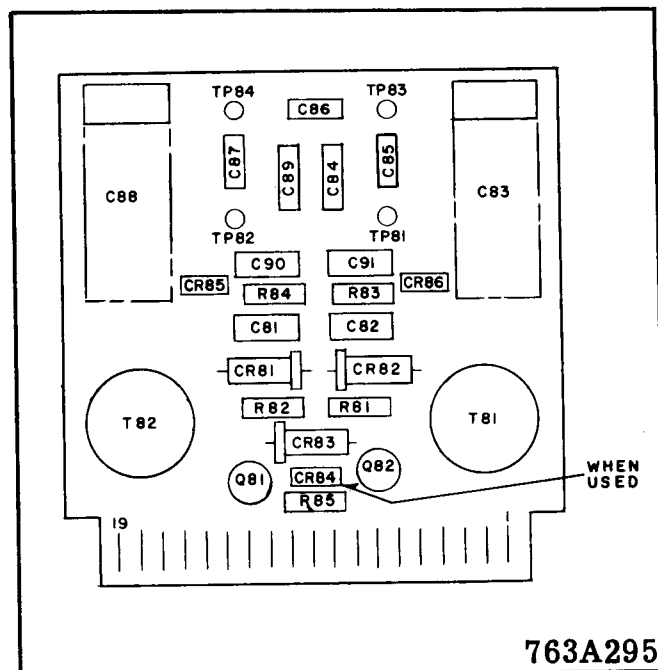 TP84
TP83
C86
C87
C89
C84
C85
C88
C83
TP82
TP81
C90
C91
CR85
CR86
R84
R83
C81
C82
CR81
CR82
R82
R81
T82
T81
CR83
Q81
CR84
Q82
WHEN
USED
R85
19
1
763A295